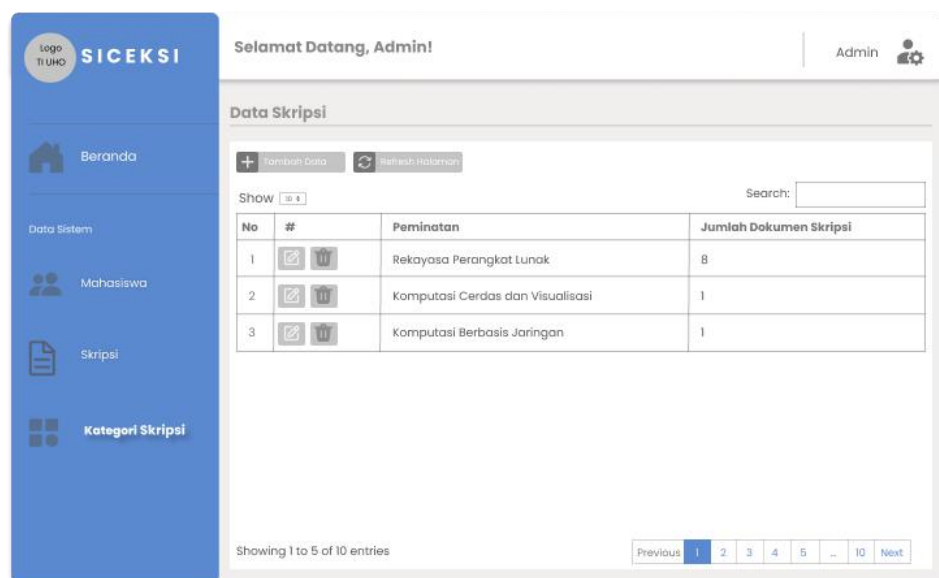 Logo
TI UHO
SICEKSI
Selamat Datang, Admin!
Admin
Beranda
Data Sistem
Mahasiswa
Skripsi
Kategori Skripsi
Data Skripsi
Tambah Data Refresh Halaman
Show 10 Search:
No # Peminatan Jumlah Dokumen Skripsi
1 Rekayasa Perangkat Lunak 8
2 Komputasi Cerdas dan Visualisasi 1
3 Komputasi Berbasis Jaringan 1
Showing 1 to 5 of 10 entries
Previous 1 2 3 4 5 ... 10 Next